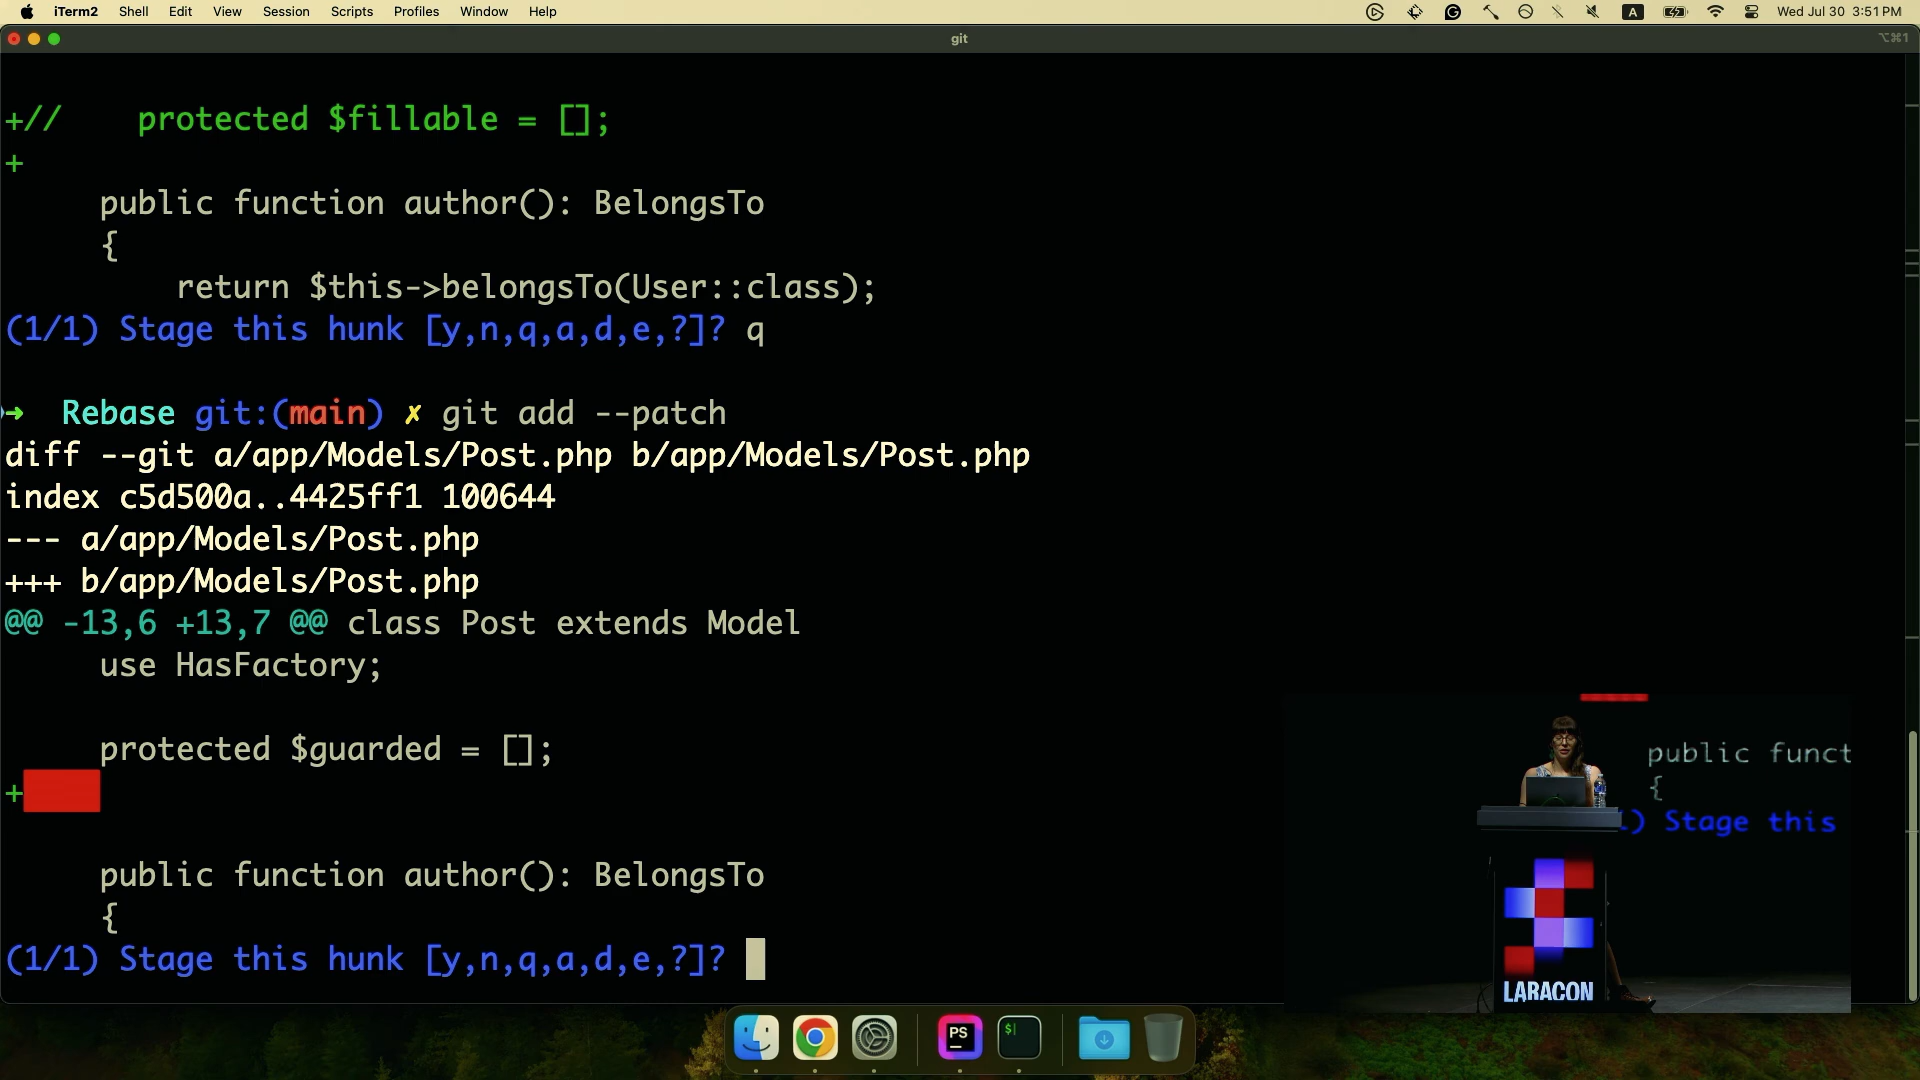 iTerm2 Shell Edit View Session Scripts Profiles Window Help
A
Wed Jul 30 3:51 PM
git
⌥⌘1
+//    protected $fillable = [];
+
     public function author(): BelongsTo
     {
         return $this->belongsTo(User::class);
(1/1) Stage this hunk [y,n,q,a,d,e,?]? q
➜  Rebase git:(main) ✗ git add --patch
diff --git a/app/Models/Post.php b/app/Models/Post.php
index c5d500a..4425ff1 100644
--- a/app/Models/Post.php
+++ b/app/Models/Post.php
@@ -13,6 +13,7 @@ class Post extends Model
     use HasFactory;
     protected $guarded = [];
+
     public function author(): BelongsTo
     {
(1/1) Stage this hunk [y,n,q,a,d,e,?]?
public funct
{
) Stage this
LARACON
PS
$